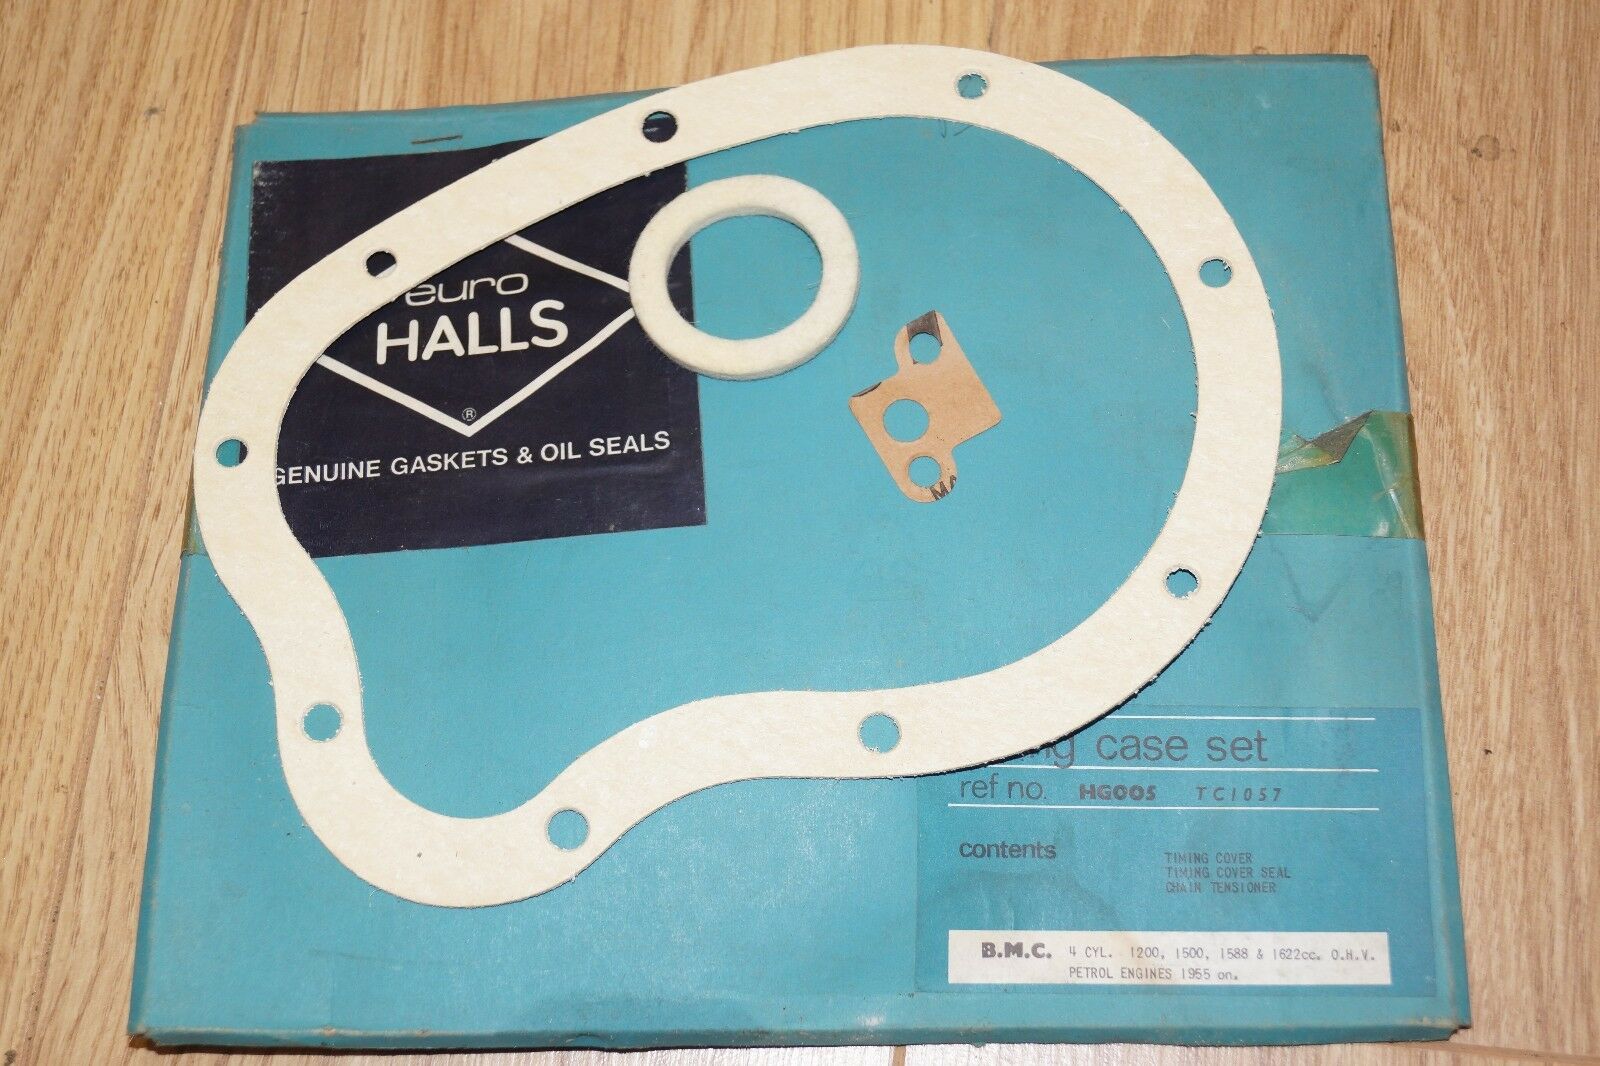 euro
HALLS
®
GENUINE GASKETS & OIL SEALS
case set
ref no. HG005 TC1057
contents
TIMING COVER
TIMING COVER SEAL
CHAIN TENSIONER
B.M.C. 4 CYL. 1200, 1500, 1588 & 1622cc. O.H.V.
PETROL ENGINES 1955 on.